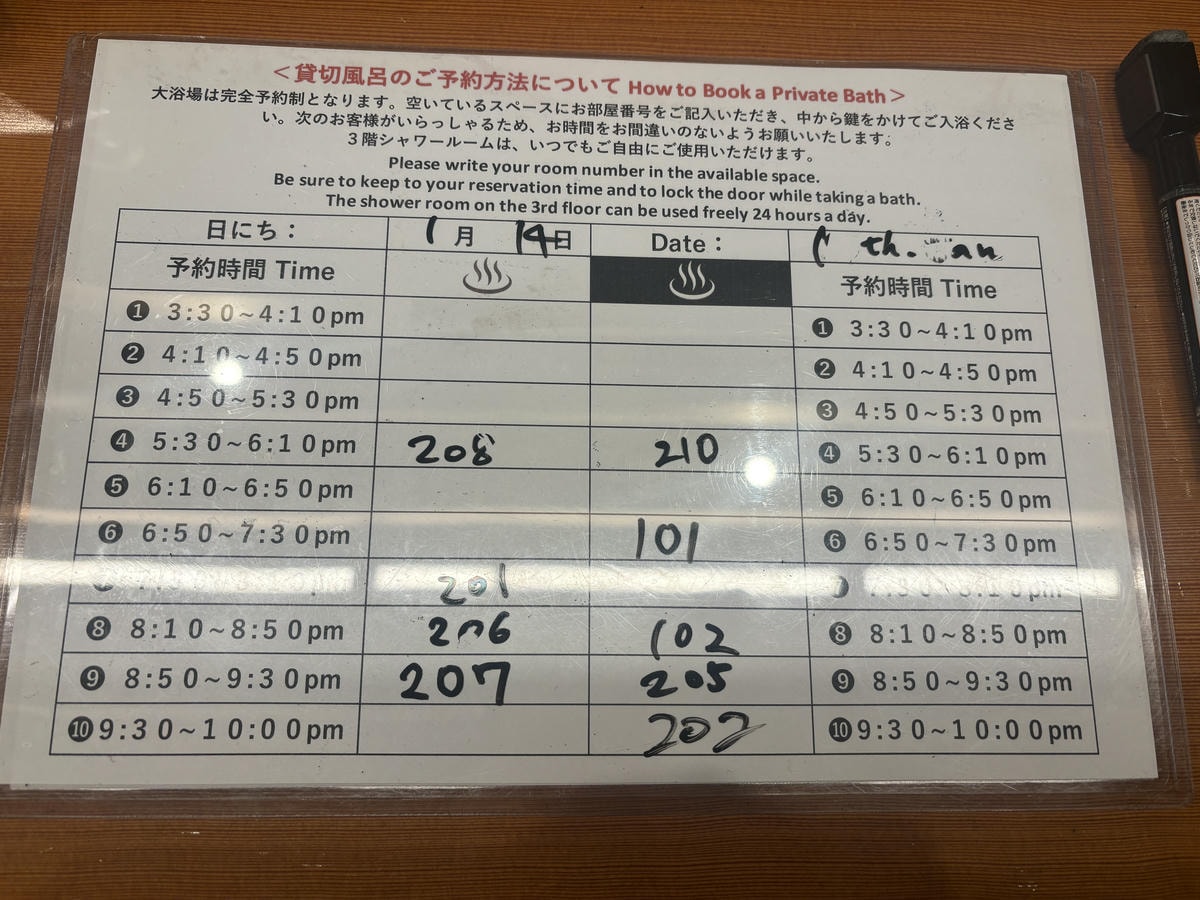 ＜貸切風呂のご予約方法について How to Book a Private Bath＞
大浴場は完全予約制となります。空いているスペースにお部屋番号をご記入いただき、中から鍵をかけてご入浴くださ
い。次のお客様がいらっしゃるため、お時間をお間違いのないようお願いいたします。
３階シャワールームは、いつでもご自由にご使用いただけます。
Please write your room number in the available space.
Be sure to keep to your reservation time and to lock the door while taking a bath.
The shower room on the 3rd floor can be used freely 24 hours a day.
日にち： 1月 14日 Date： th.
予約時間 Time 予約時間 Time
❶ 3:30~4:10pm ❶ 3:30~4:10pm
❷ 4:10~4:50pm ❷ 4:10~4:50pm
❸ 4:50~5:30pm ❸ 4:50~5:30pm
❹ 5:30~6:10pm 208 210 ❹ 5:30~6:10pm
❺ 6:10~6:50pm ❺ 6:10~6:50pm
❻ 6:50~7:30pm 101 ❻ 6:50~7:30pm
201
❽ 8:10~8:50pm 206 102 ❽ 8:10~8:50pm
❾ 8:50~9:30pm 207 205 ❾ 8:50~9:30pm
❿9:30~10:00pm 202 ❿9:30~10:00pm